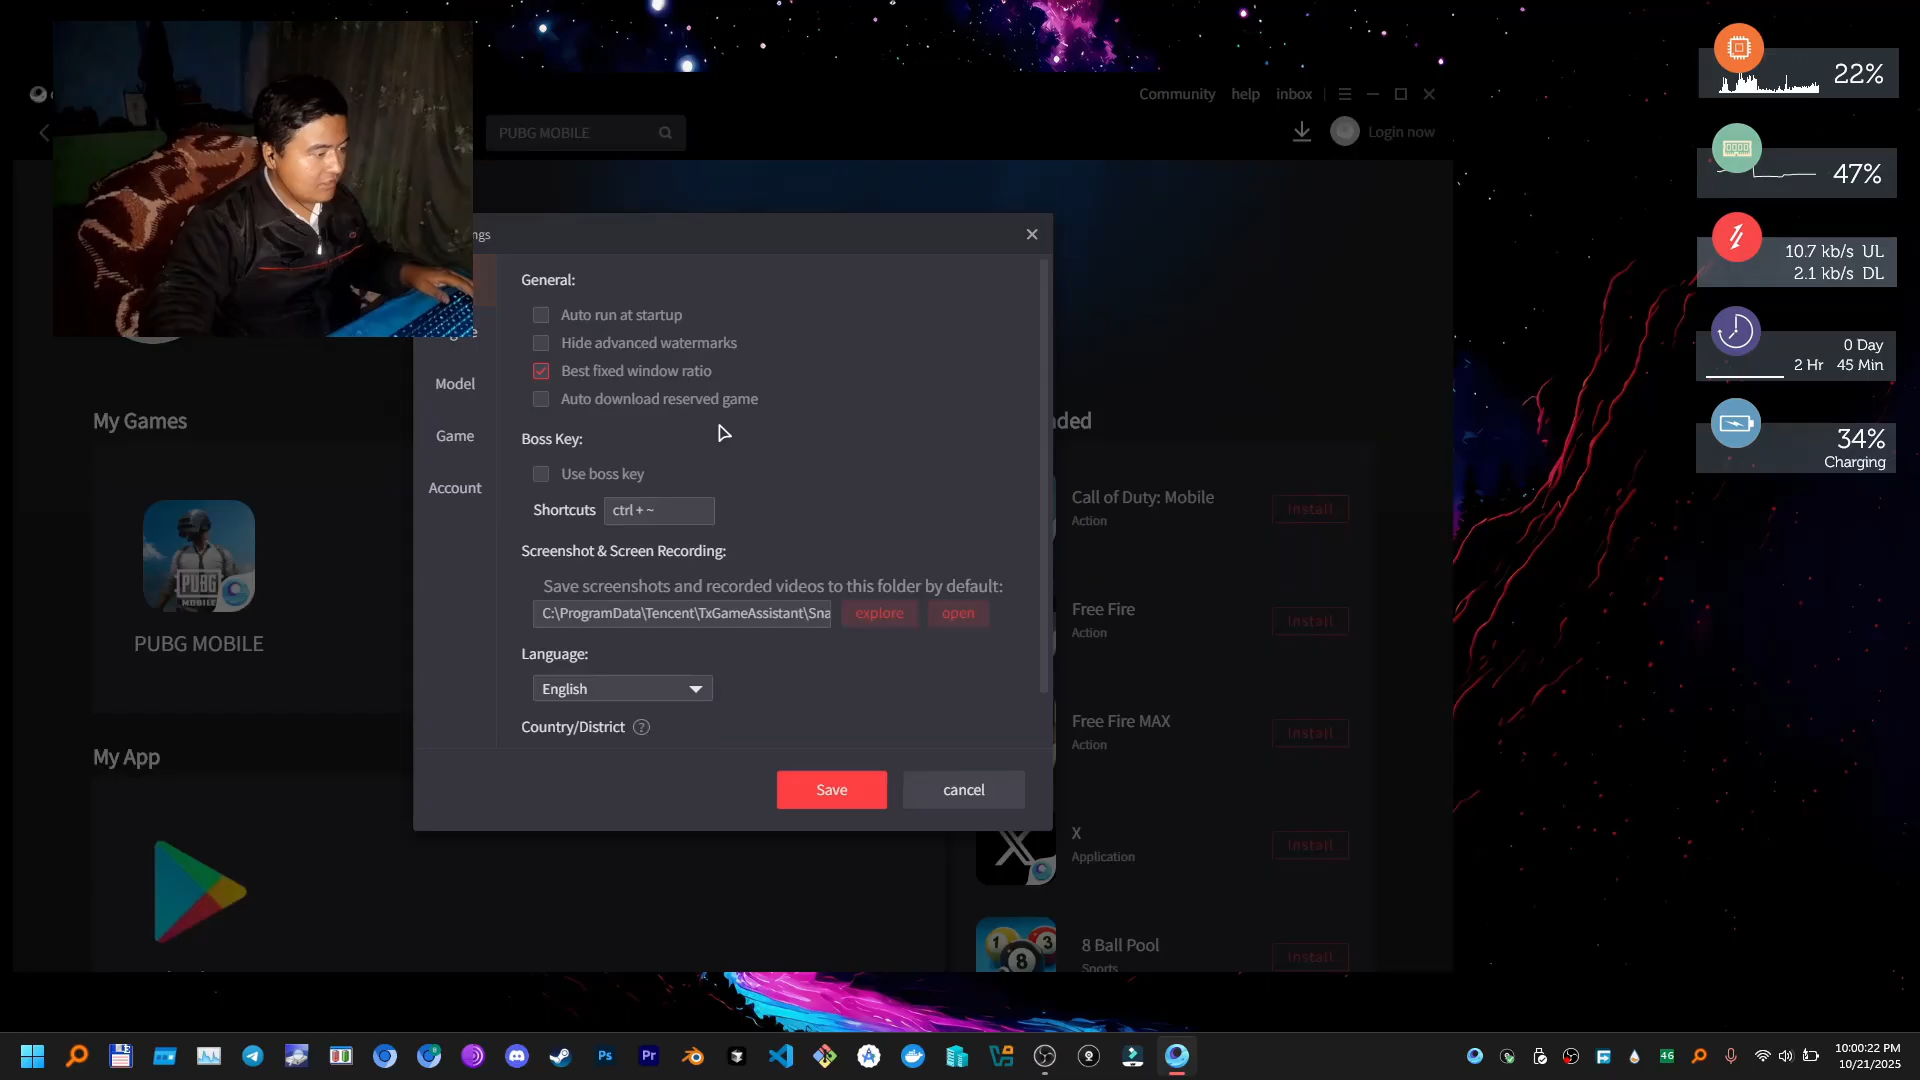 Community help inbox
PUBG MOBILE
Login now
ngs
General:
Auto run at startup
Hide advanced watermarks
Best fixed window ratio
Auto download reserved game
Boss Key:
Use boss key
Shortcuts ctrl + ~
Screenshot & Screen Recording:
Save screenshots and recorded videos to this folder by default:
C:\ProgramData\Tencent\TxGameAssistant\Sna explore open
Language:
English
Country/District ?
Save cancel
Model
Game
Account
My Games
PUBG MOBILE
PUBG MOBILE
My App
ded
Call of Duty: Mobile
Action
Install
Free Fire
Action
Install
Free Fire MAX
Action
Install
X
Application
Install
8 Ball Pool
Sports
Install
22%
47%
10.7 kb/s UL
2.1 kb/s DL
0 Day
2 Hr 45 Min
34%
Charging
Ps
Pr
46
10:00:22 PM
10/21/2025